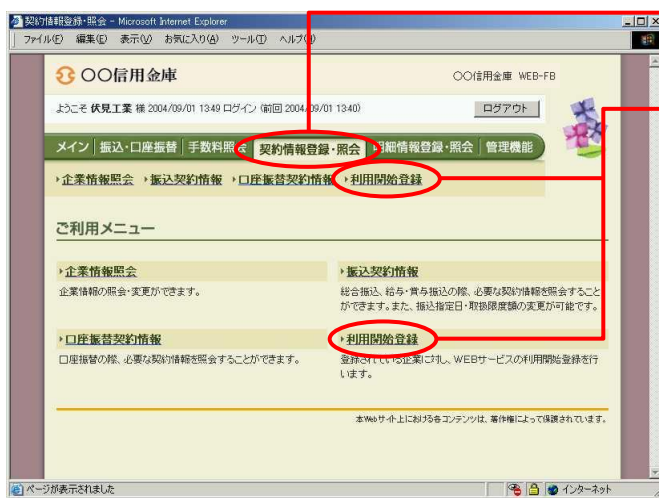 契約情報登録・照会 - Microsoft Internet Explorer
ファイル(F) 編集(E) 表示(V) お気に入り(A) ツール(T) ヘルプ(H)
〇〇信用金庫 〇〇信用金庫 WEB-FB
ようこそ 伏見工業 様 2004/09/01 1349 ログイン (前回 2004/09/01 1340) ログアウト
メイン 振込・口座振替 手数料照会 契約情報登録・照会 明細情報登録・照会 管理機能
企業情報照会 振込契約情報 口座振替契約情報 利用開始登録
ご利用メニュー
企業情報照会 振込契約情報
企業情報の照会・変更ができます。 総合振込、給与・賞与振込の際、必要な契約情報を照会すること
ができます。また、振込指定日・取扱限度額の変更が可能です。
口座振替契約情報 利用開始登録
口座振替の際、必要な契約情報を照会することができます。 登録されている企業に対し、WEBサービスの利用開始登録を行
います。
本Webサイト上における各コンテンツは、著作権によって保護されています。
ページが表示されました インターネット